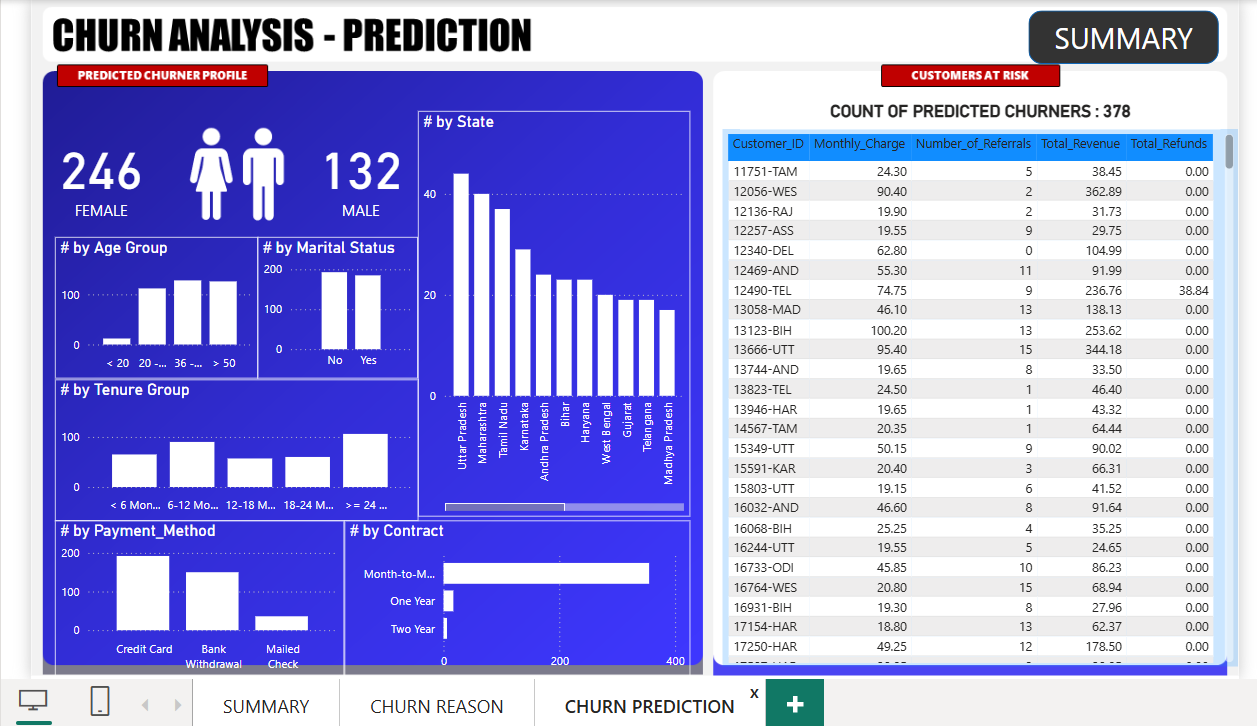 CHURN ANALYSIS - PREDICTION
SUMMARY
PREDICTED CHURNER PROFILE
246
FEMALE
132
MALE
# by Age Group
100
0
< 20 20 -... 36 -... > 50
# by Marital Status
200
100
0
No Yes
# by Tenure Group
100
0
< 6 Mon... 6-12 Mo... 12-18 M... 18-24 M... >= 24 ...
# by State
40
20
0
Uttar Pradesh
Maharashtra
Tamil Nadu
Karnataka
Andhra Pradesh
Bihar
Haryana
West Bengal
Gujarat
Telangana
Madhya Pradesh
# by Payment_Method
200
100
0
Credit Card
Bank
Withdrawal
Mailed
Check
# by Contract
Month-to-M...
One Year
Two Year
0 200 400
CUSTOMERS AT RISK
COUNT OF PREDICTED CHURNERS : 378
Customer_ID Monthly_Charge Number_of_Referrals Total_Revenue Total_Refunds
11751-TAM 24.30 5 38.45 0.00
12056-WES 90.40 2 362.89 0.00
12136-RAJ 19.90 2 31.73 0.00
12257-ASS 19.55 9 29.75 0.00
12340-DEL 62.80 0 104.99 0.00
12469-AND 55.30 11 91.99 0.00
12490-TEL 74.75 9 236.76 38.84
13058-MAD 46.10 13 138.13 0.00
13123-BIH 100.20 13 253.62 0.00
13666-UTT 95.40 15 344.18 0.00
13744-AND 19.65 8 33.50 0.00
13823-TEL 24.50 1 46.40 0.00
13946-HAR 19.65 1 43.32 0.00
14567-TAM 20.35 1 64.44 0.00
15349-UTT 50.15 9 90.02 0.00
15591-KAR 20.40 3 66.31 0.00
15803-UTT 19.15 6 41.52 0.00
16032-AND 46.60 8 91.64 0.00
16068-BIH 25.25 4 35.25 0.00
16244-UTT 19.55 5 24.65 0.00
16733-ODI 45.85 10 86.23 0.00
16764-WES 20.80 15 68.94 0.00
16931-BIH 19.30 8 27.96 0.00
17154-HAR 18.80 13 62.37 0.00
17250-HAR 49.25 12 178.50 0.00
SUMMARY
CHURN REASON
CHURN PREDICTION
x
+